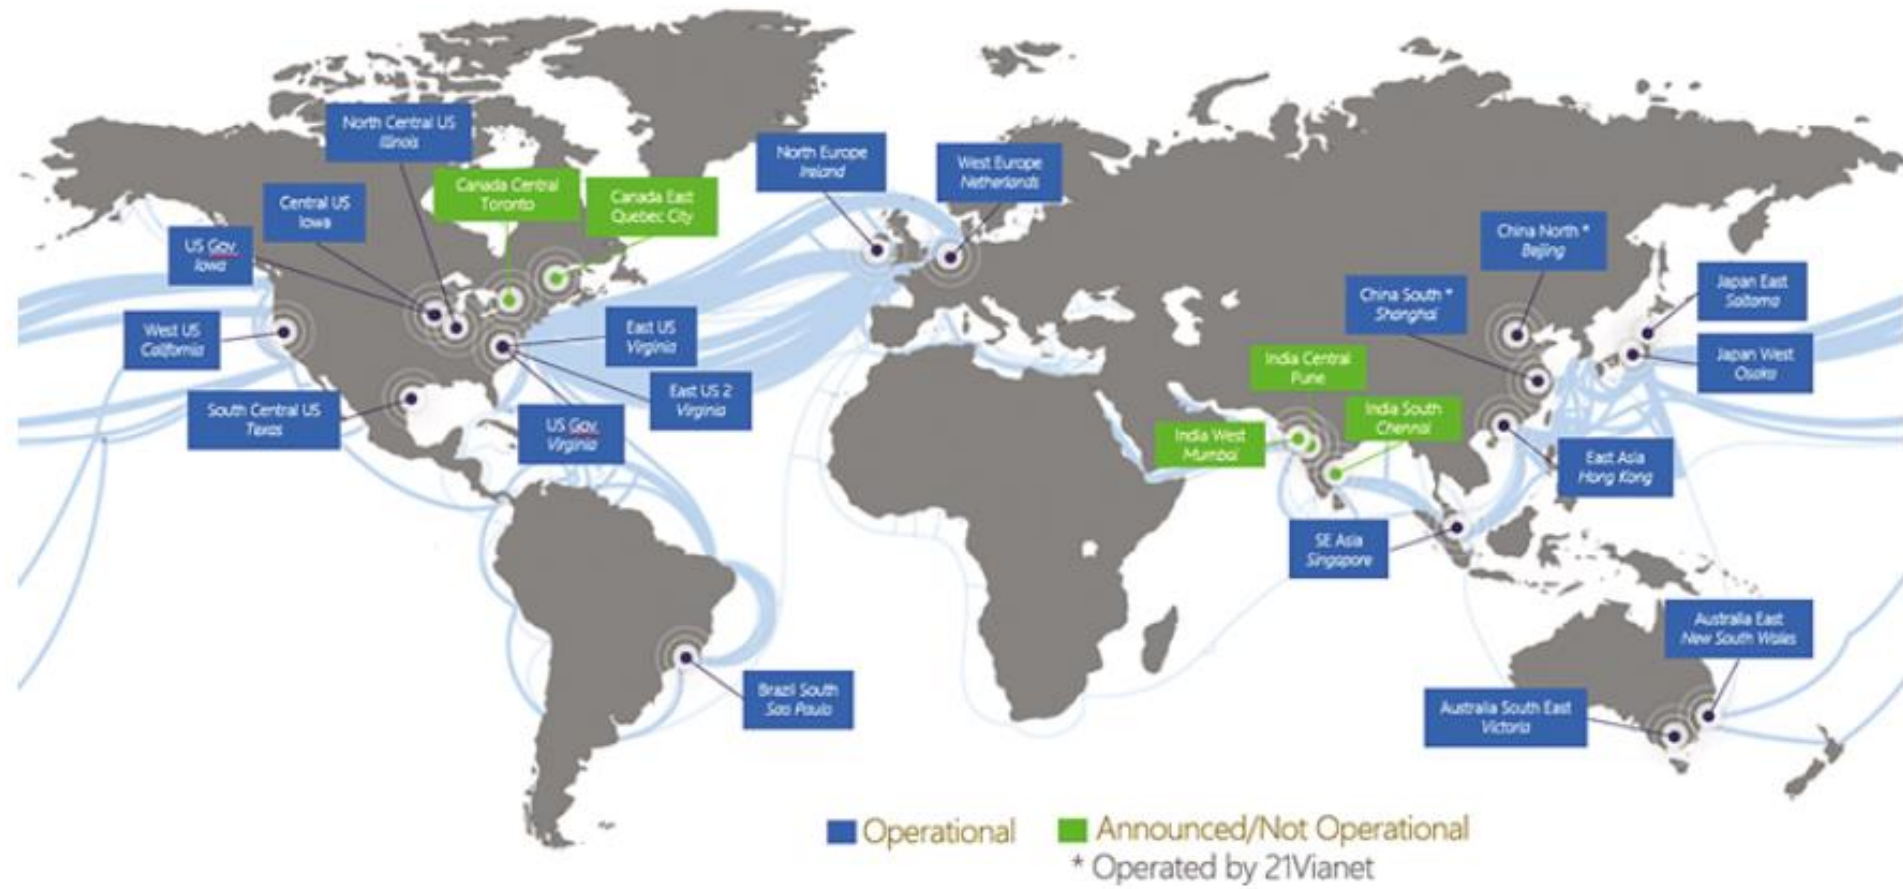 North Central US
Illinois
Canada Central
Toronto
Canada East
Quebec City
Central US
Iowa
US Gov
Iowa
West US
California
South Central US
Texas
East US
Virginia
East US 2
Virginia
US Gov
Virginia
Brazil South
Sao Paulo
North Europe
Ireland
West Europe
Netherlands
China North *
Beijing
China South *
Shanghai
Japan East
Saitama
Japan West
Osaka
India Central
Pune
India South
Chennai
India West
Mumbai
East Asia
Hong Kong
SE Asia
Singapore
Australia East
New South Wales
Australia South East
Victoria
Operational
Announced/Not Operational
* Operated by 21Vianet